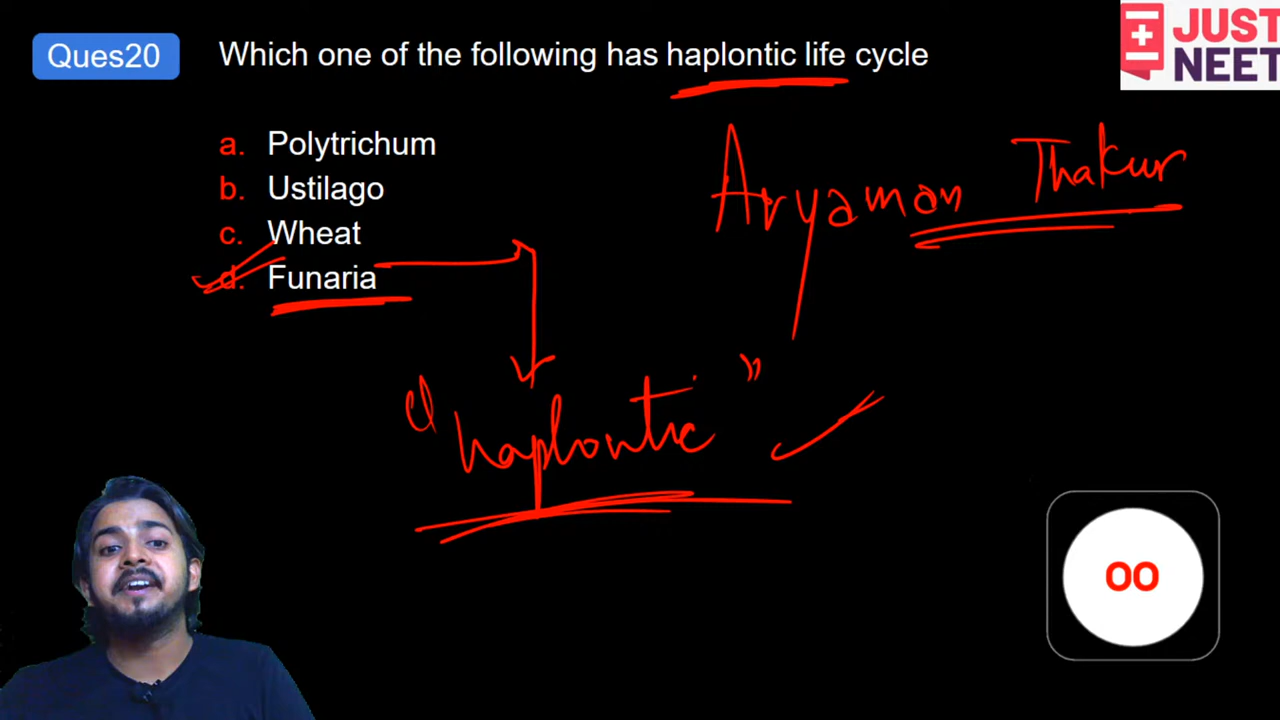 Ques20 Which one of the following has haplontic life cycle
JUST
NEET
a. Polytrichum
b. Ustilago
c. Wheat
d. Funaria
Aryaman Thakur
"haplontic"
00